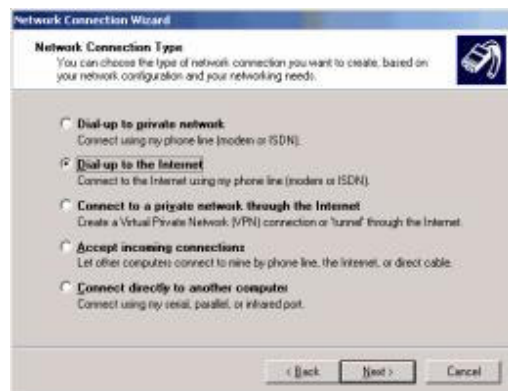 Network Connection Wizard
Network Connection Type
You can choose the type of network connection you want to create, based on
your network configuration and your networking needs.
Dial-up to private network
Connect using my phone line (modem or ISDN).
Dial-up to the Internet
Connect to the Internet using my phone line (modem or ISDN).
Connect to a private network through the Internet
Create a Virtual Private Network (VPN) connection or 'tunnel' through the Internet.
Accept incoming connections
Let other computers connect to mine by phone line, the Internet, or direct cable.
Connect directly to another computer
Connect using my serial, parallel, or infrared port.
< Back
Next >
Cancel